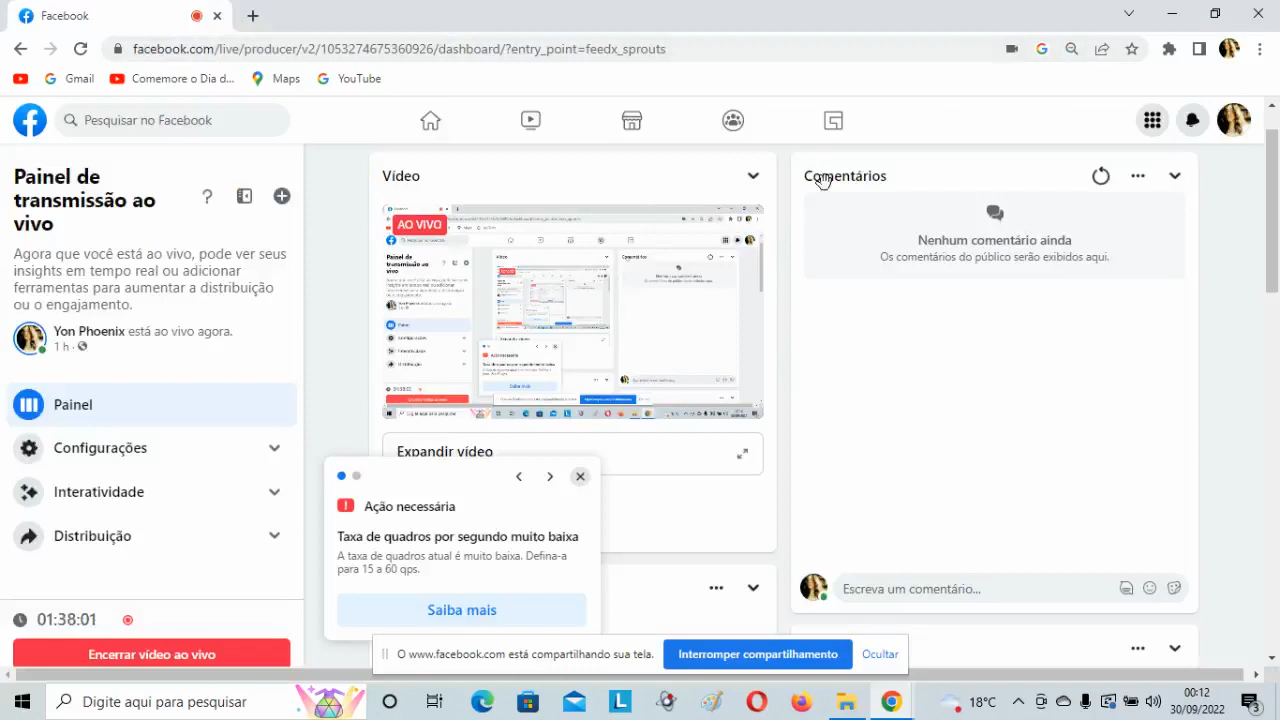 Facebook
facebook.com/live/producer/v2/1053274675360926/dashboard/?entry_point=feedx_sprouts
Gmail
Comemore o Dia d...
Maps
YouTube
Pesquisar no Facebook
Painel de
transmissão ao
vivo
Agora que você está ao vivo, pode ver seus
insights em tempo real ou adicionar
ferramentas para aumentar a distribuição
ou o engajamento.
Yon Phoenix está ao vivo agora.
1 h ·
Painel
Configurações
Interatividade
Distribuição
01:38:01
Encerrar vídeo ao vivo
Vídeo
AO VIVO
Expandir vídeo
Ação necessária
Taxa de quadros por segundo muito baixa
A taxa de quadros atual é muito baixa. Defina-a
para 15 a 60 qps.
Saiba mais
Comentários
Nenhum comentário ainda
Os comentários do público serão exibidos aqui.
Escreva um comentário...
O www.facebook.com está compartilhando sua tela.
Interromper compartilhamento
Ocultar
Digite aqui para pesquisar
18°C
00:12
30/09/2022
3